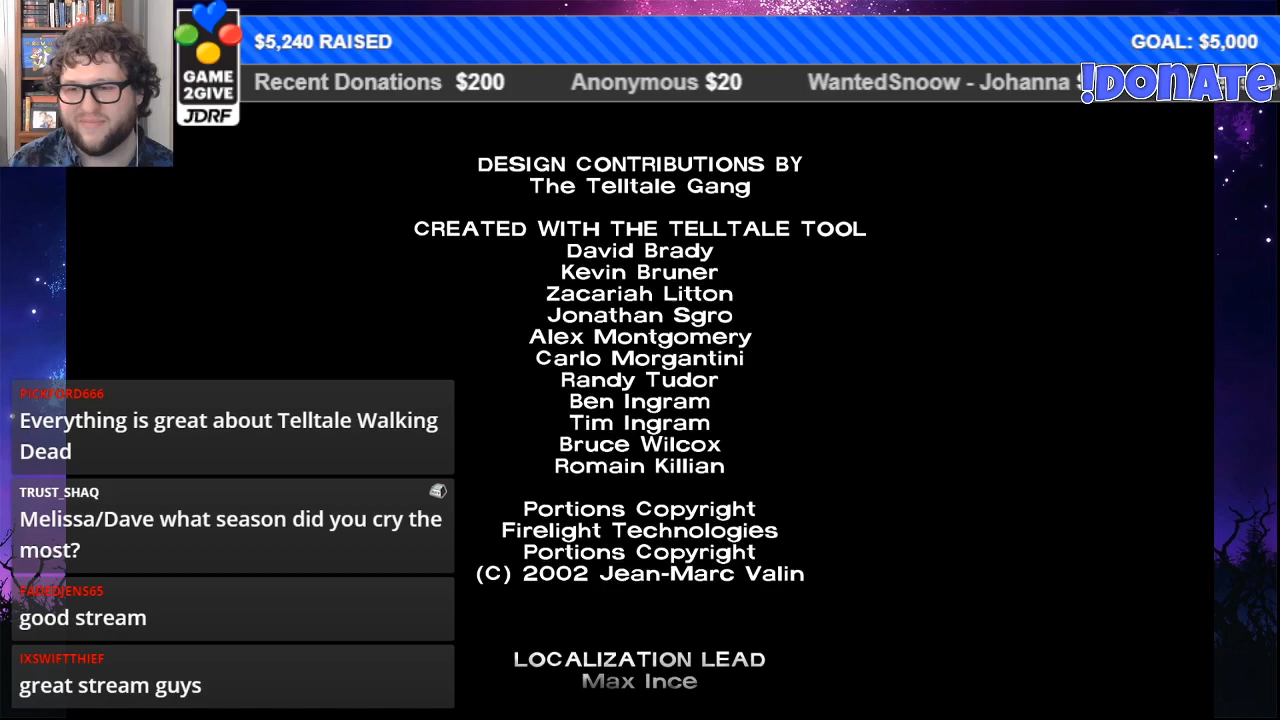 $5,240 RAISED
GOAL: $5,000
GAME
2GIVE
JDRF
Recent Donations $200 Anonymous $20 WantedSnoow - Johanna
!DONATE
DESIGN CONTRIBUTIONS BY
The Telltale Gang
CREATED WITH THE TELLTALE TOOL
David Brady
Kevin Bruner
Zacariah Litton
Jonathan Sgro
Alex Montgomery
Carlo Morgantini
Randy Tudor
Ben Ingram
Tim Ingram
Bruce Wilcox
Romain Killian
Portions Copyright
Firelight Technologies
Portions Copyright
(C) 2002 Jean-Marc Valin
LOCALIZATION LEAD
Max Ince
PICKFORD666
Everything is great about Telltale Walking
Dead
TRUST_SHAQ
Melissa/Dave what season did you cry the
most?
FADEDJENS65
good stream
IXSWIFTTHIEF
great stream guys